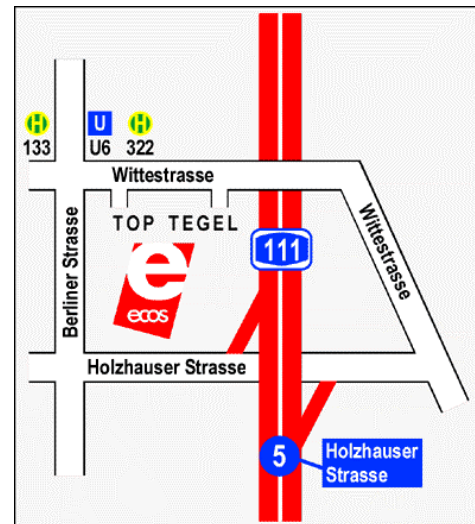 H
U
H
133
U6
322
Wittestrasse
TOP TEGEL
Berliner Strasse
e
ecos
111
Wittestrasse
Holzhauser Strasse
5
Holzhauser
Strasse